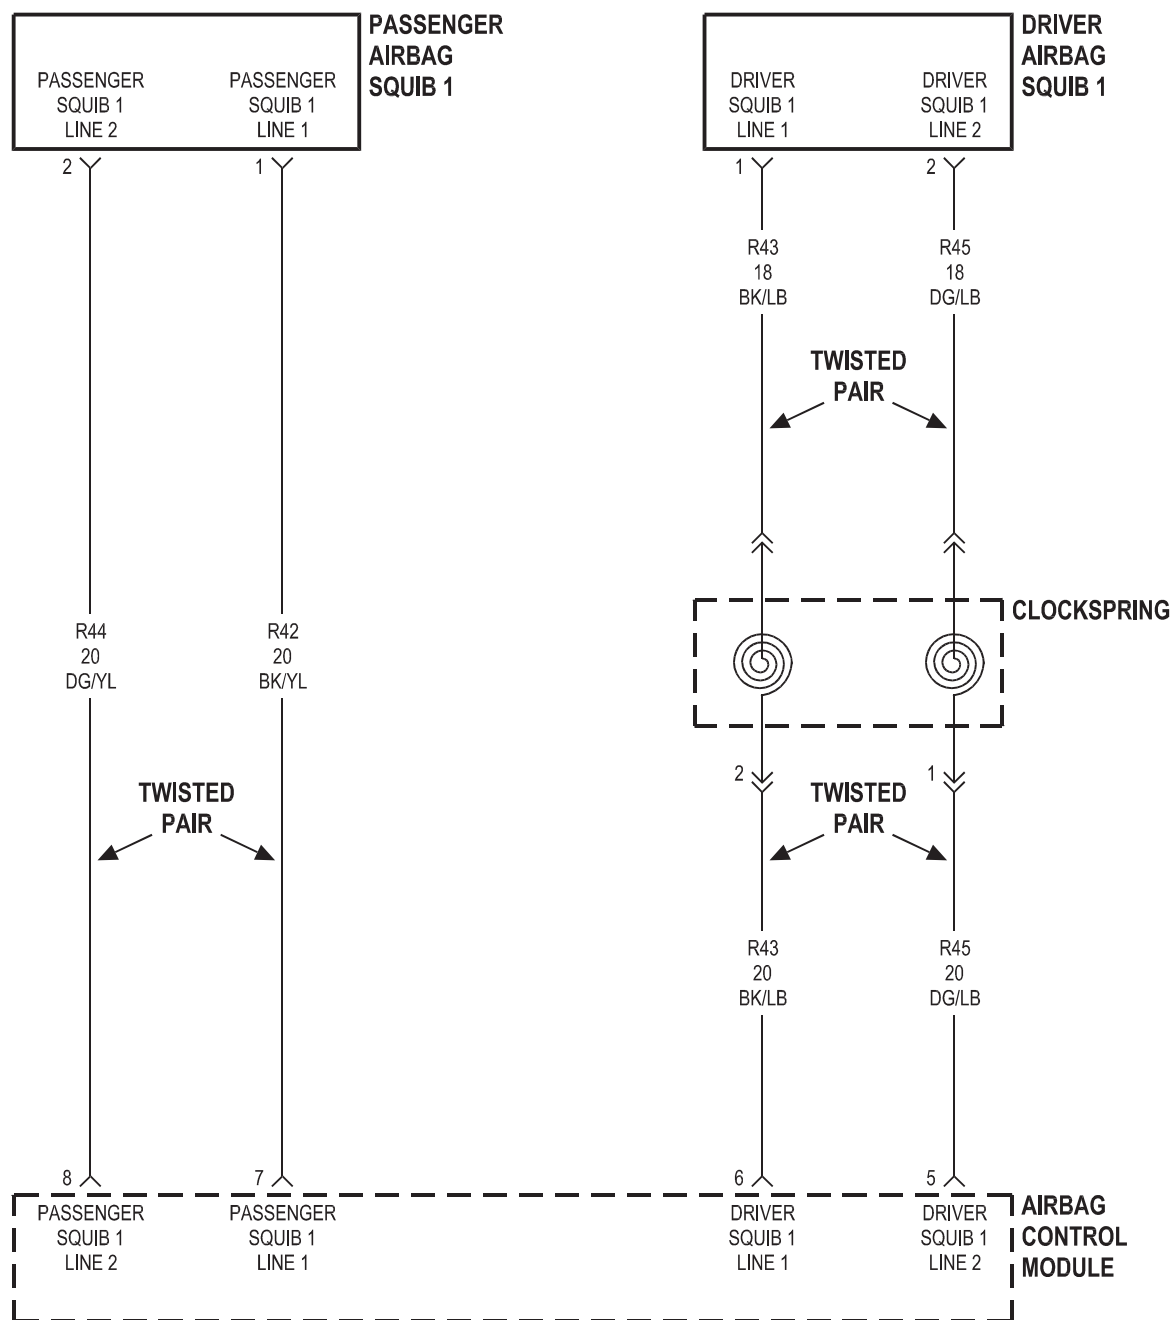 PASSENGER
AIRBAG
SQUIB 1
PASSENGER
SQUIB 1
LINE 2
PASSENGER
SQUIB 1
LINE 1
2
1
DRIVER
AIRBAG
SQUIB 1
DRIVER
SQUIB 1
LINE 1
DRIVER
SQUIB 1
LINE 2
1
2
R43
18
BK/LB
R45
18
DG/LB
TWISTED
PAIR
CLOCKSPRING
R44
20
DG/YL
R42
20
BK/YL
2
1
TWISTED
PAIR
TWISTED
PAIR
R43
20
BK/LB
R45
20
DG/LB
8
7
6
5
PASSENGER
SQUIB 1
LINE 2
PASSENGER
SQUIB 1
LINE 1
DRIVER
SQUIB 1
LINE 1
DRIVER
SQUIB 1
LINE 2
AIRBAG
CONTROL
MODULE